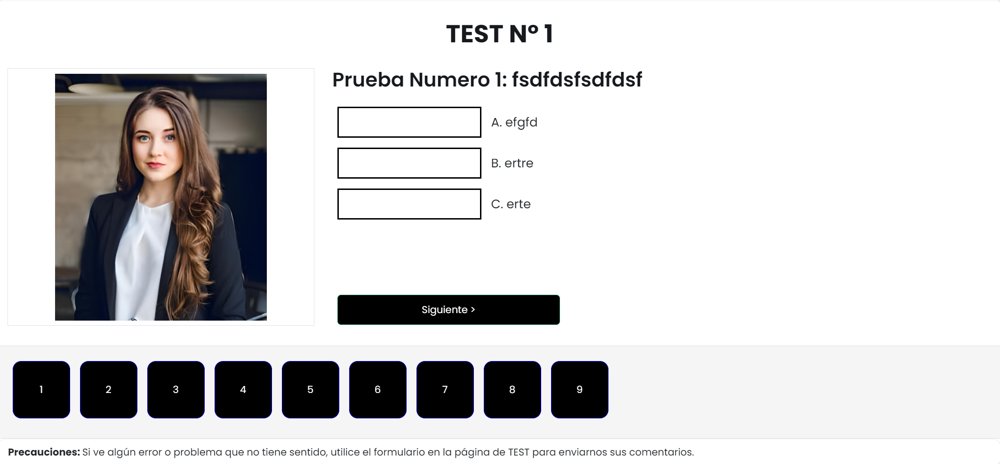 TEST Nº 1
Prueba Numero 1: fsdfdsfsdfdsf
A. efgfd
B. ertre
C. erte
Siguiente >
1 2 3 4 5 6 7 8 9
Precauciones: Si ve algún error o problema que no tiene sentido, utilice el formulario en la página de TEST para enviarnos sus comentarios.